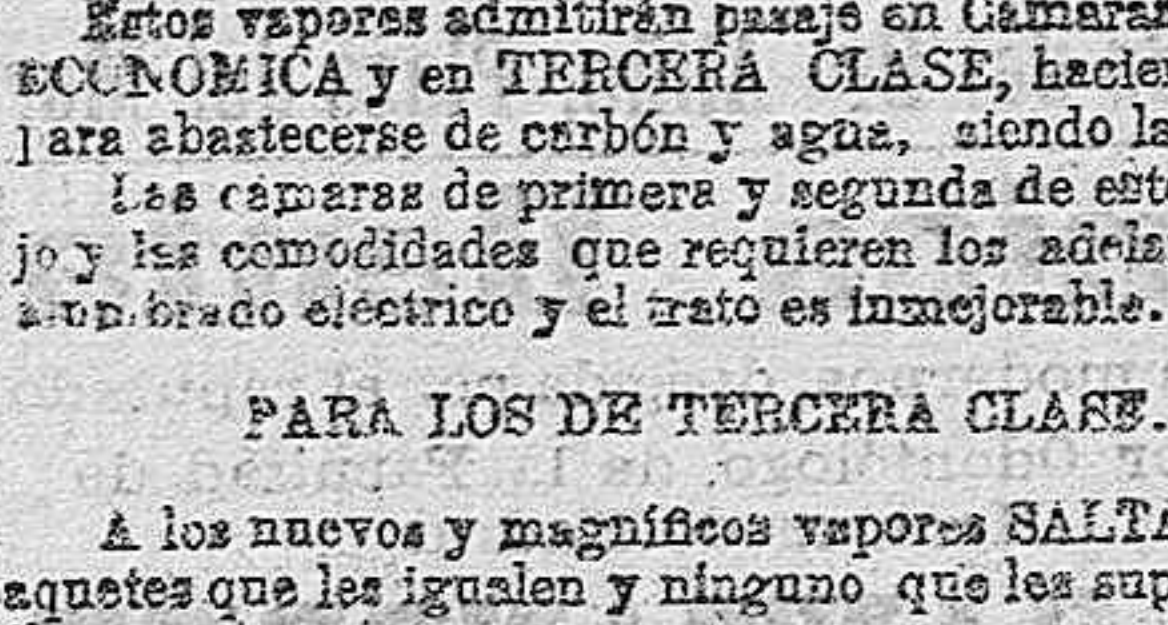 Estos vapores admitirán pasaje en Cámaras
ECONOMICA y en TERCERA CLASE, hacien
para abastecerse de carbón y agua, siendo la
Las cámaras de primera y segunda de est
jo y las comodidades que requieren los adela
alumbrado eléctrico y el trato es inmejorable.
PARA LOS DE TERCERA CLASE.
A los nuevos y magníficos vapores SALTA
aquetes que les igualen y ninguno que les sup